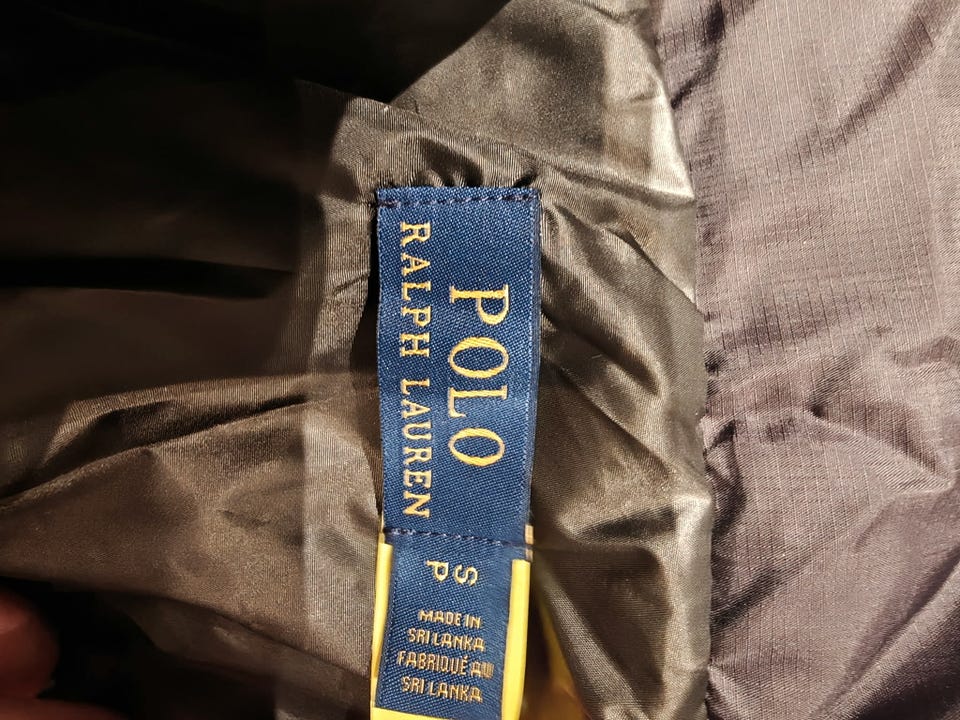 POLO
RALPH LAUREN
S
P
MADE IN
SRI LANKA
FABRIQUÉ AU
SRI LANKA